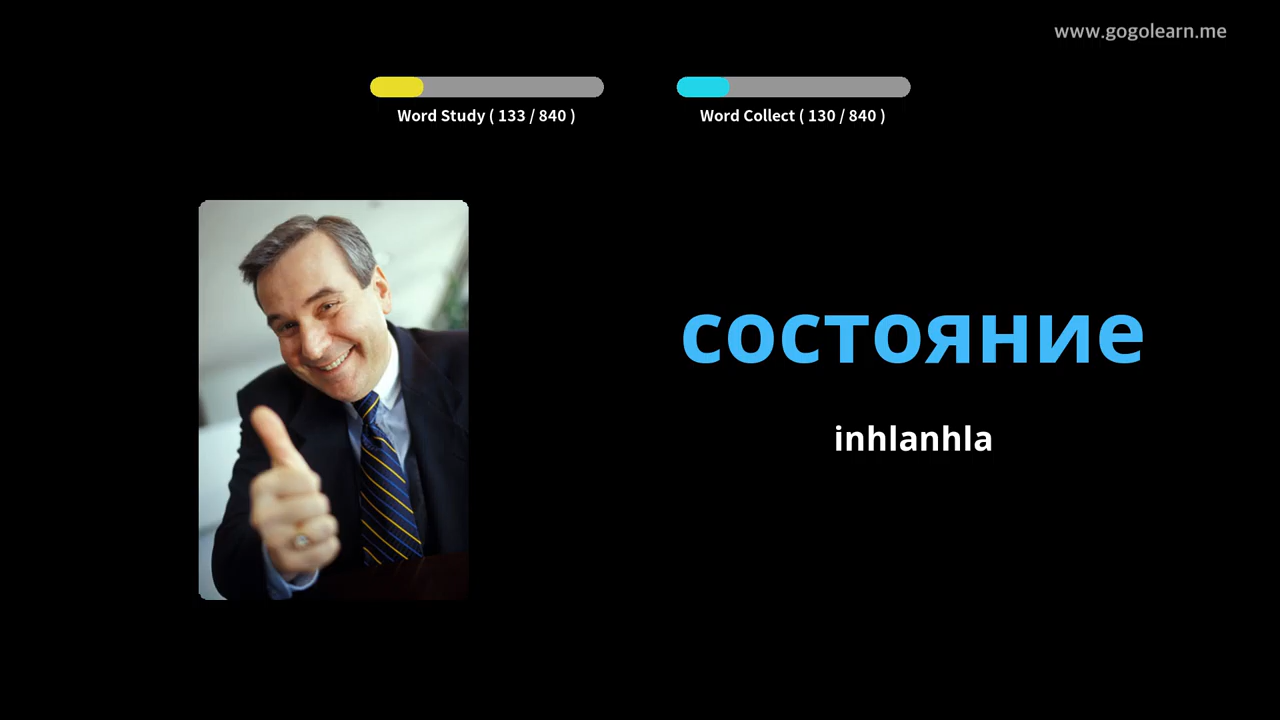 www.gogolearn.me
Word Study ( 133 / 840 )
Word Collect ( 130 / 840 )
состояние
inhlanhla